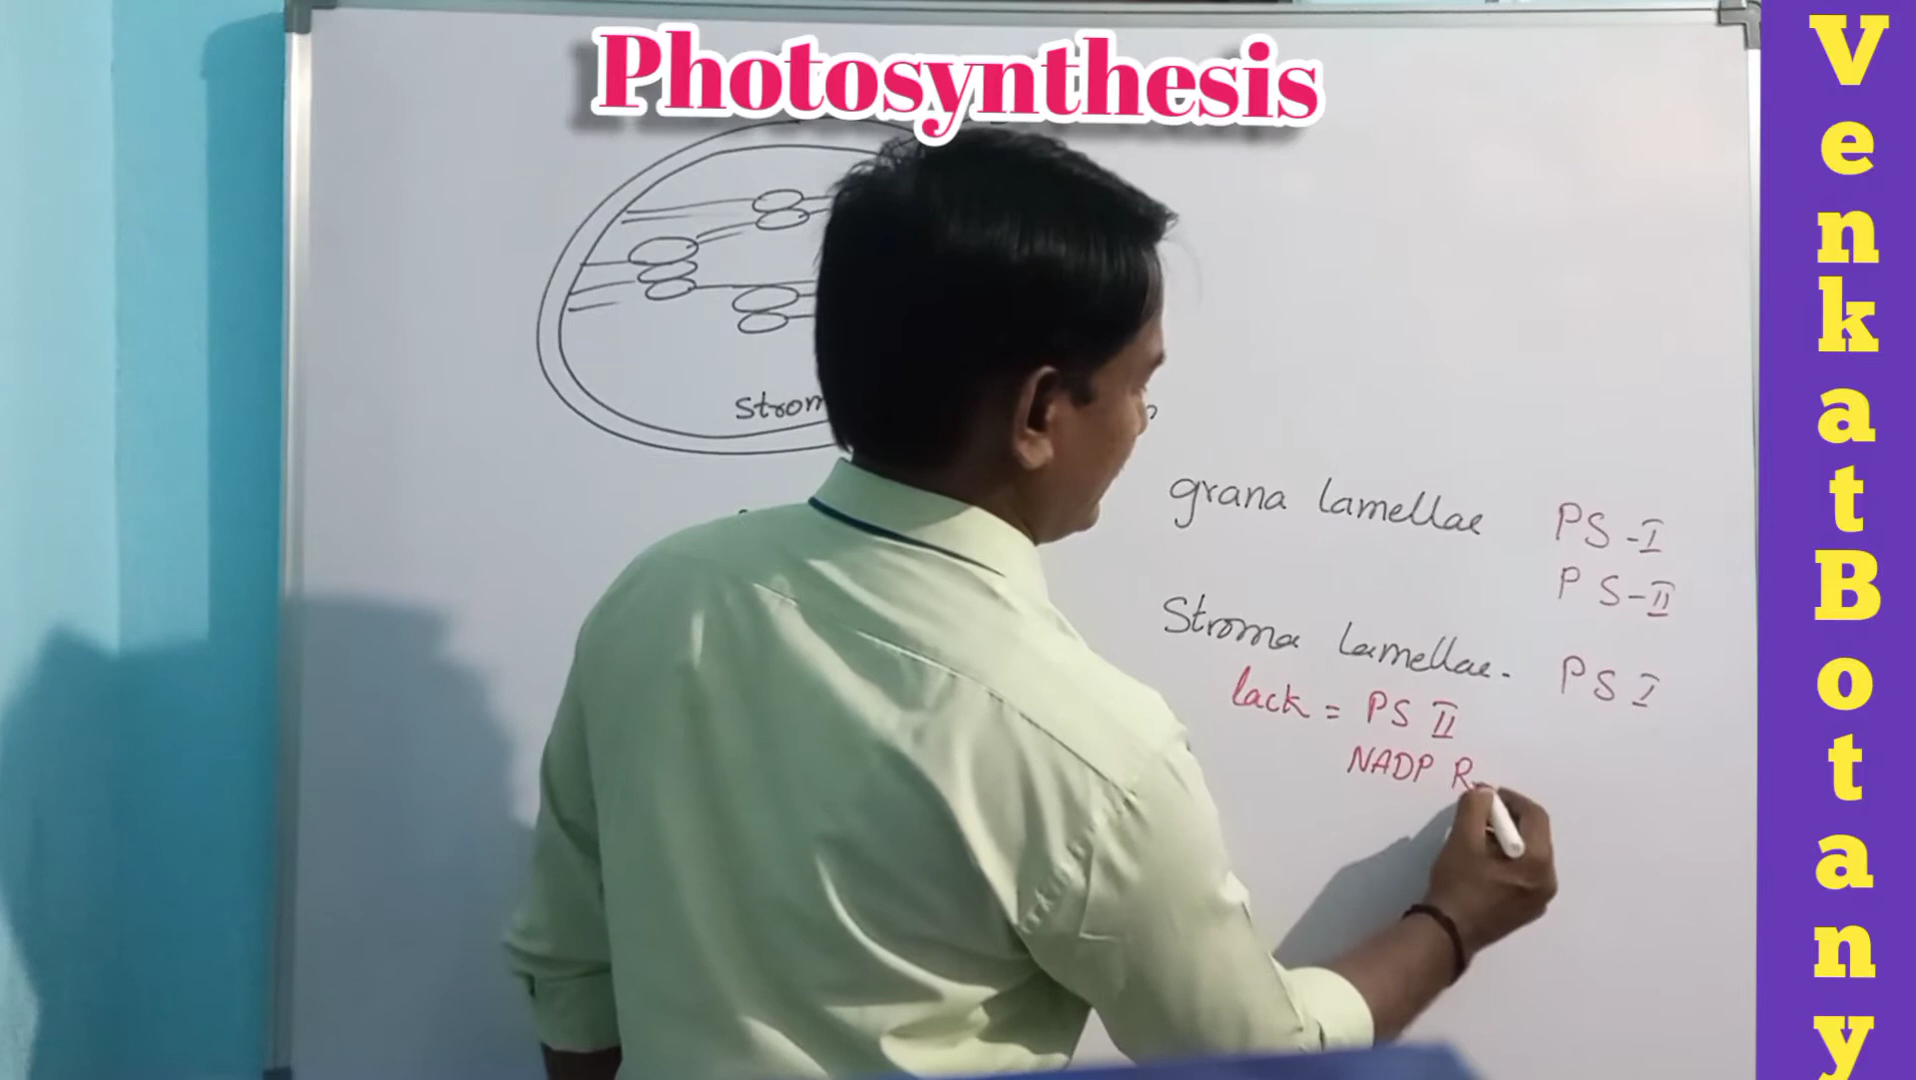 Photosynthesis
grana lamellae PS-I
PS-II
Stroma lamellae. PS I
lack = PS II
NADP R
VenkatBotany